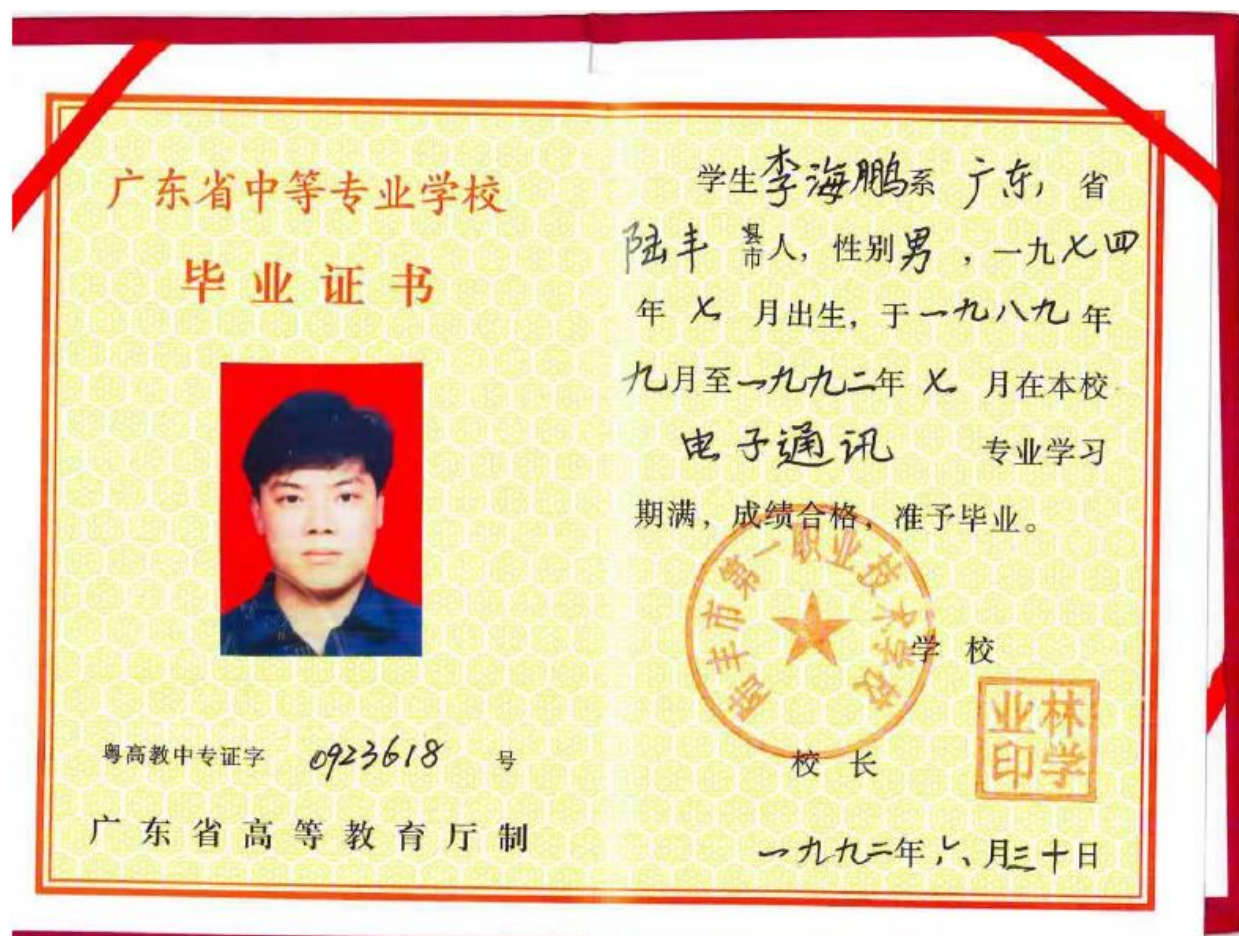 广东省中等专业学校
毕业证书
粤高教中专证字 0923618 号
广东省高等教育厅制
学生李海鹏系广东省
陆丰县市人，性别男，一九七四
年七月出生，于一九八九年
九月至一九九二年七月在本校
电子通讯 专业学习
期满，成绩合格，准予毕业。
陆丰市第一职业技术学校
学校
校长
林学业印
一九九二年六月三十日